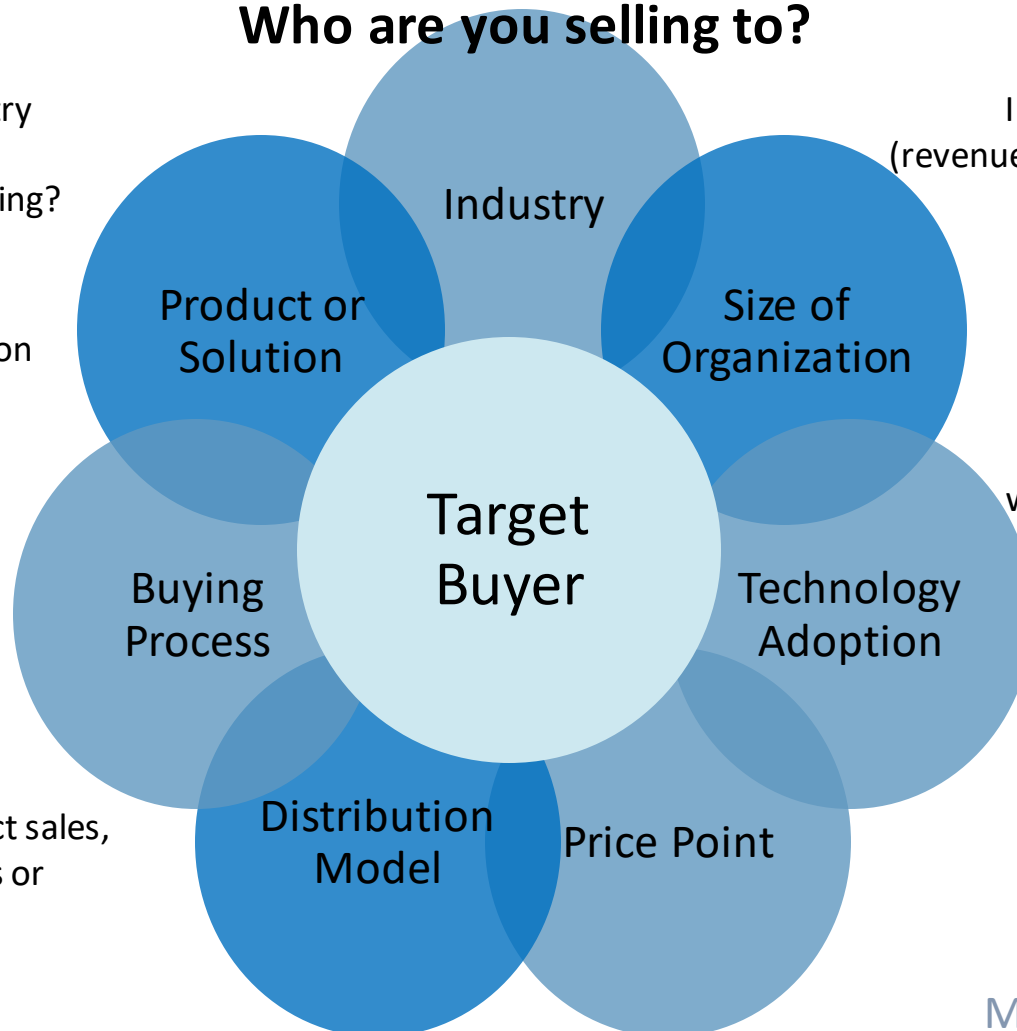 Who are you selling to?
try
I
(revenue
ing?
Industry
Product or
Solution
Size of
Organization
on
Target
Buyer
Buying
Process
Technology
Adoption
Distribution
Model
Price Point
ct sales,
s or
M